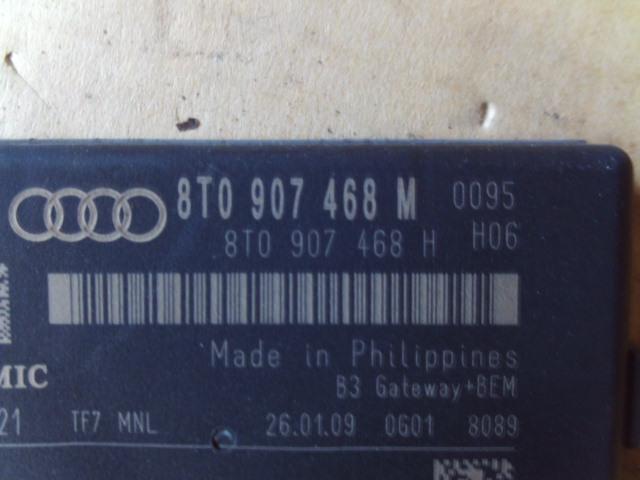 8T0 907 468 M 0095
8T0 907 468 H H06
Made in Philippines
MIC
B3 Gateway+BEM
21 TF7 MNL 26.01.09 0601 8089